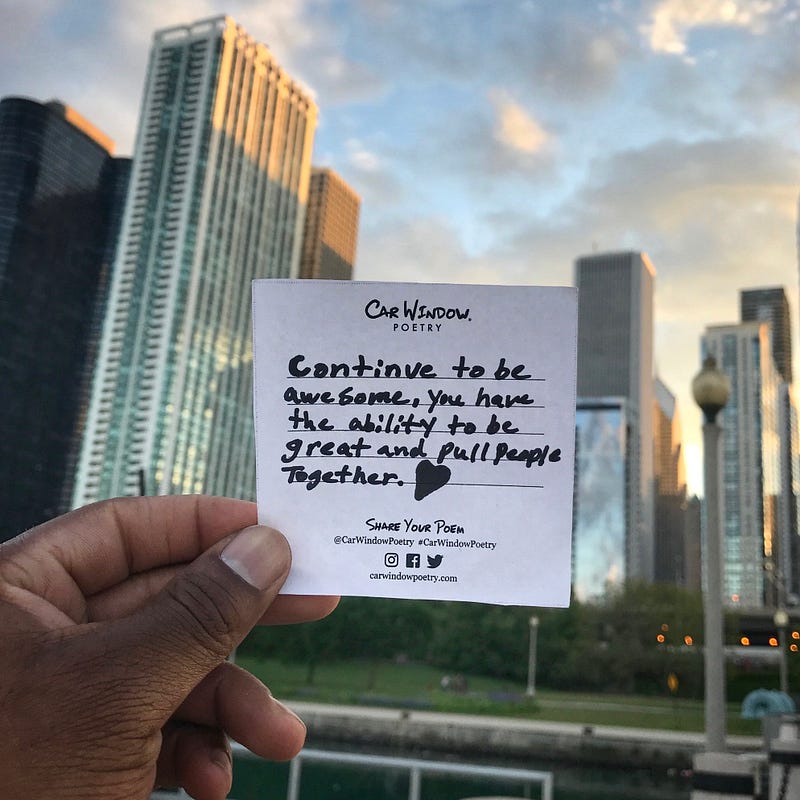 Car Window.
POETRY
Continue to be
awesome, you have
the ability to be
great and pull people
Together.
Share Your Poem
@CarWindowPoetry #CarWindowPoetry
carwindowpoetry.com